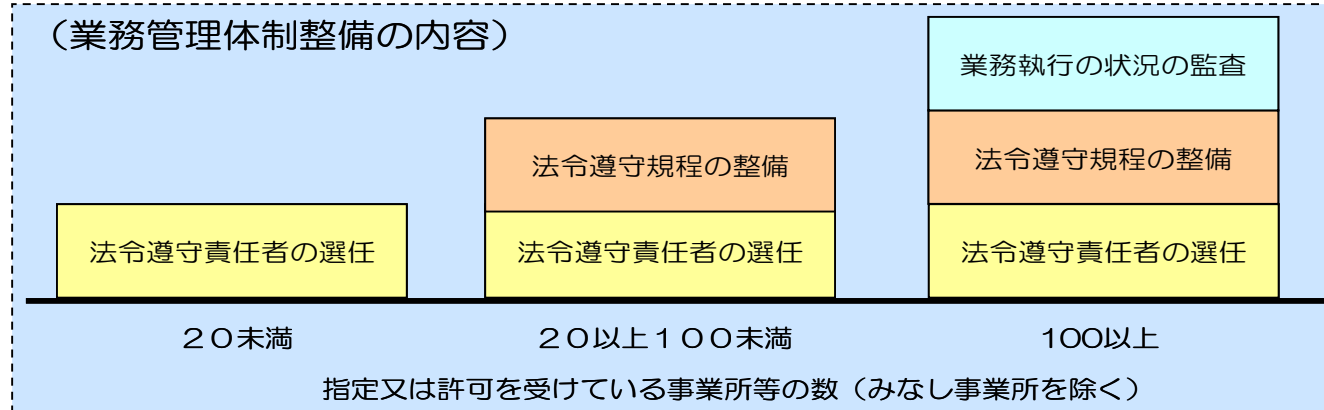 （業務管理体制整備の内容）
業務執行の状況の監査
法令遵守規程の整備
法令遵守規程の整備
法令遵守責任者の選任
法令遵守責任者の選任
法令遵守責任者の選任
２０未満
２０以上１００未満
100以上
指定又は許可を受けている事業所等の数（みなし事業所を除く）